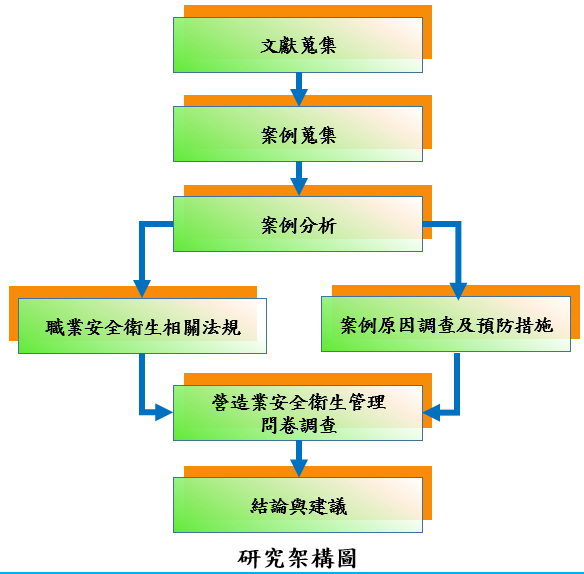 文獻蒐集
案例蒐集
案例分析
職業安全衛生相關法規
案例原因調查及預防措施
營造業安全衛生管理
問卷調查
結論與建議
研究架構圖